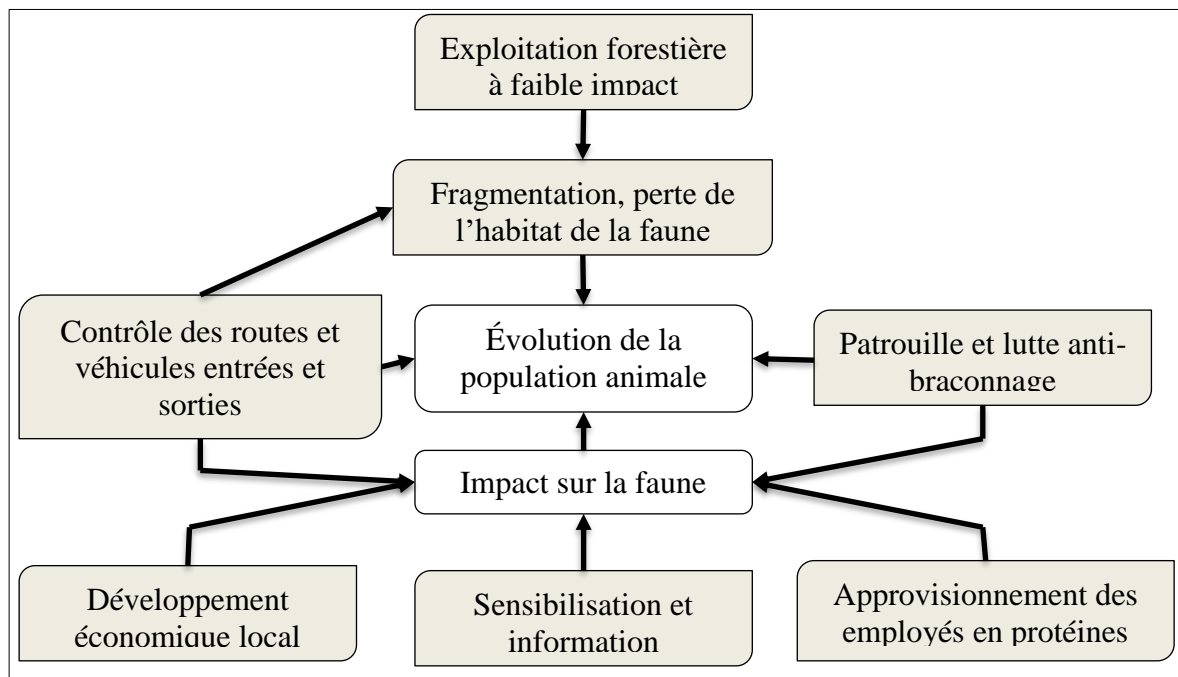 Exploitation forestière
à faible impact
Fragmentation, perte de
l’habitat de la faune
Contrôle des routes et
véhicules entrées et
sorties
Évolution de la
population animale
Patrouille et lutte anti-
braconnage
Impact sur la faune
Développement
économique local
Sensibilisation et
information
Approvisionnement des
employés en protéines